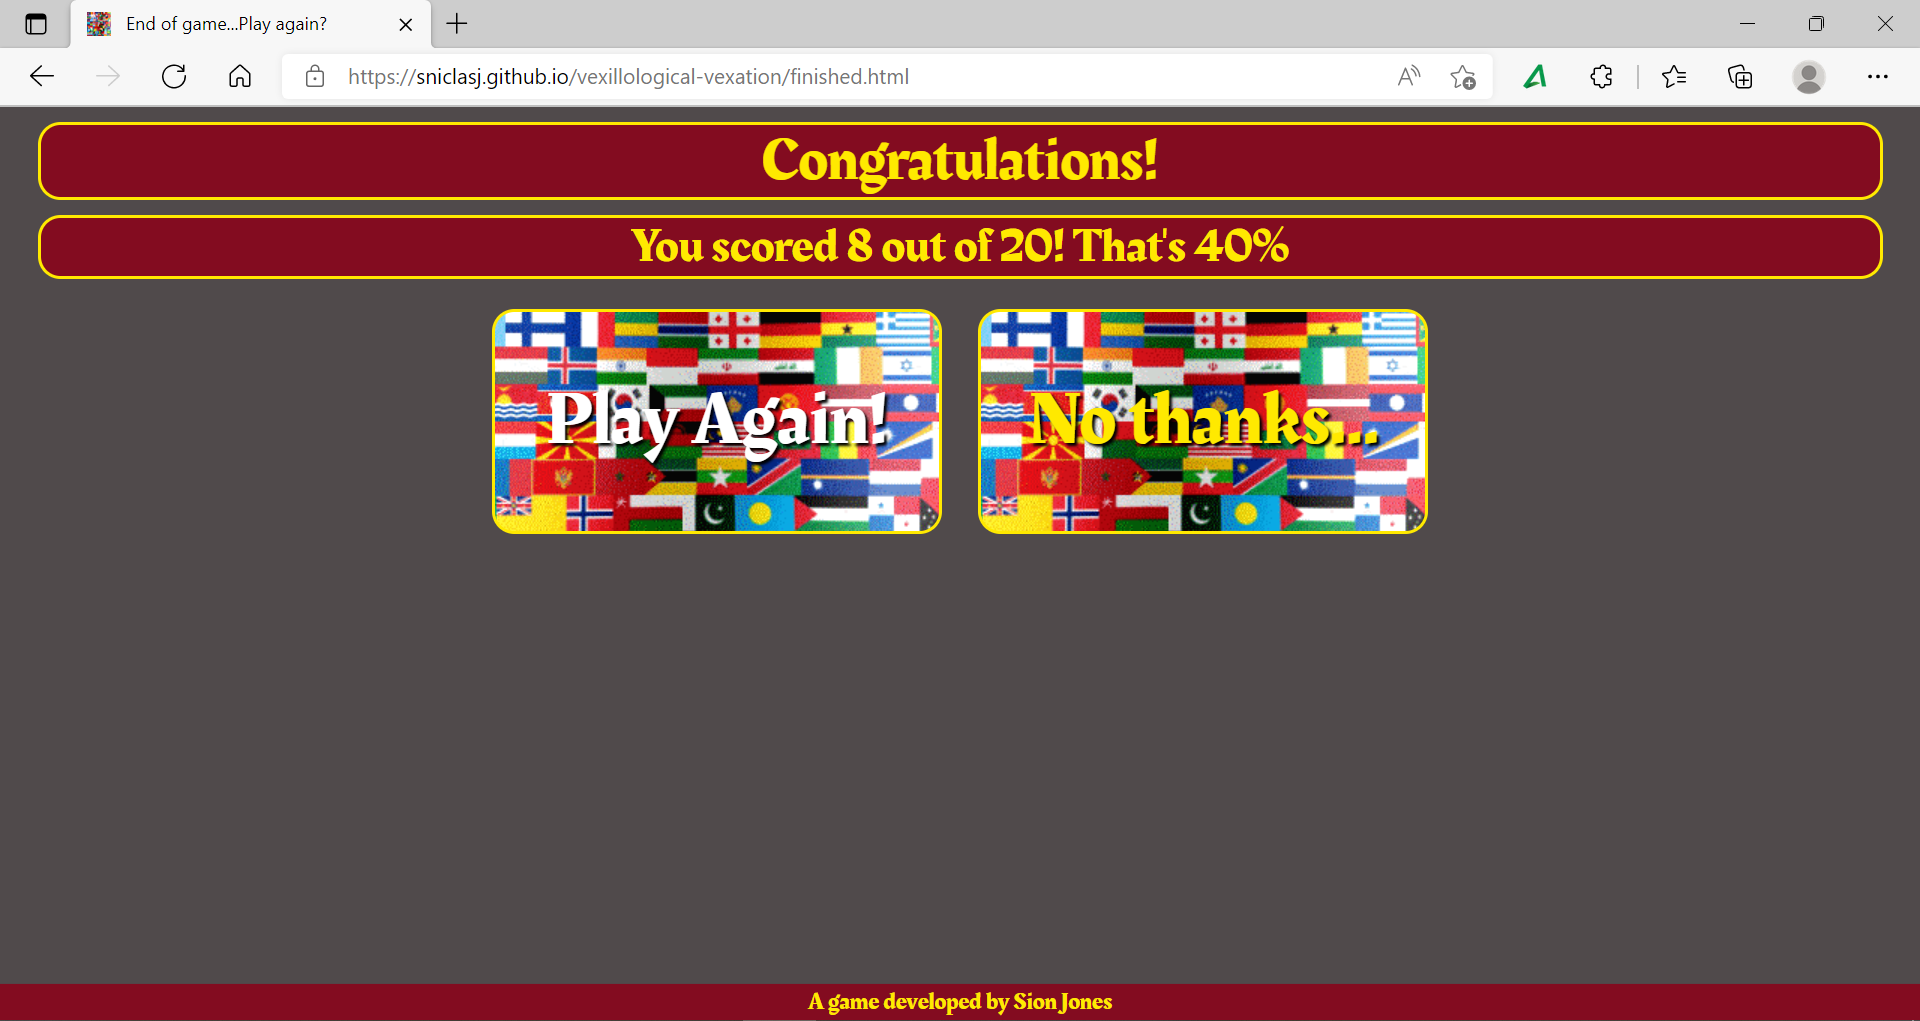 End of game...Play again?
https://sniclasj.github.io/vexillological-vexation/finished.html
Congratulations!
You scored 8 out of 20! That's 40%
Play Again!
No thanks...
A game developed by Sion Jones